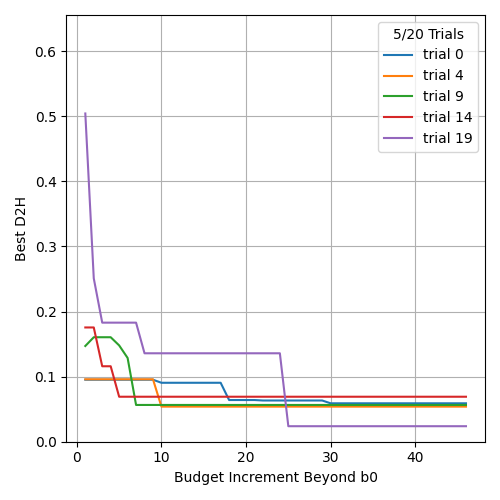 5/20 Trials
trial 0
trial 4
trial 9
trial 14
trial 19
0.6
0.5
0.4
0.3
0.2
0.1
0.0
Best D2H
0 10 20 30 40
Budget Increment Beyond b0